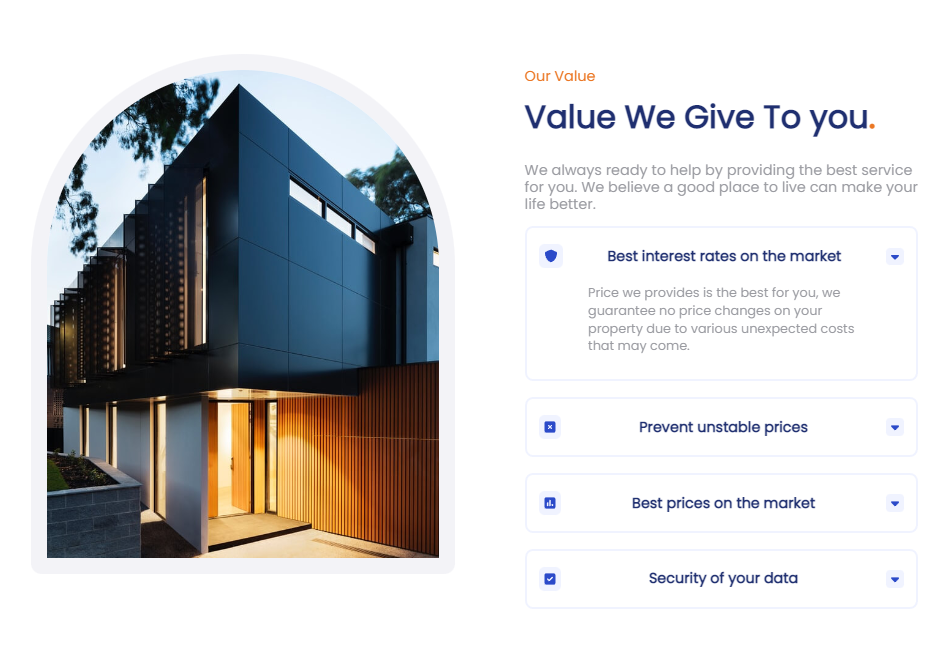 Our Value
Value We Give To you.
We always ready to help by providing the best service
for you. We believe a good place to live can make your
life better.
Best interest rates on the market
Price we provides is the best for you, we
guarantee no price changes on your
property due to various unexpected costs
that may come.
Prevent unstable prices
Best prices on the market
Security of your data